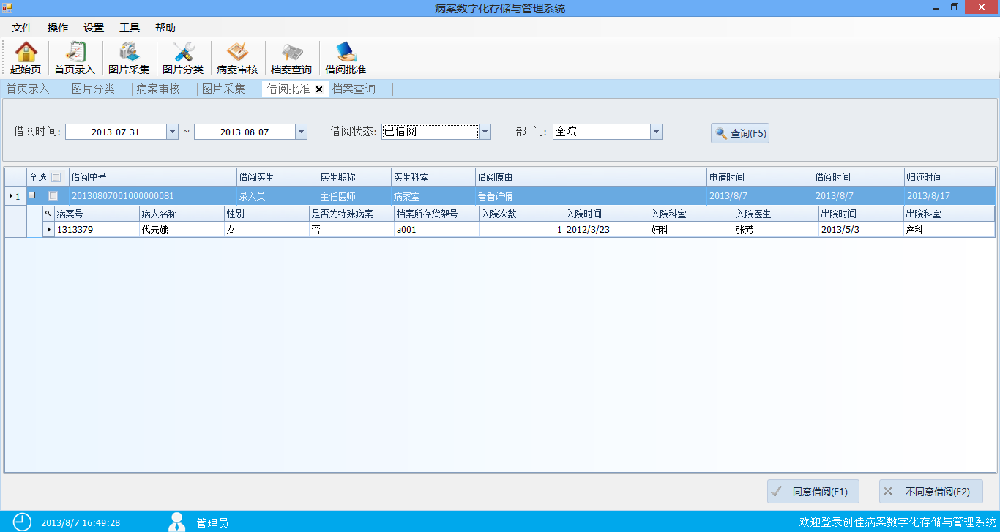 病案数字化存储与管理系统
文件 操作 设置 工具 帮助
起始页 首页录入 图片采集 图片分类 病案审核 档案查询 借阅批准
首页录入 图片分类 病案审核 图片采集 借阅批准 档案查询
借阅时间: 2013-07-31 ~ 2013-08-07 借阅状态: 已借阅 部 门: 全院 查询(F5)
全选 借阅单号 借阅医生 医生职称 医生科室 借阅原由 申请时间 借阅时间 归还时间
1 20130807001000000081 录入员 主任医师 病案室 看看详情 2013/8/7 2013/8/7 2013/8/17
病案号 病人名称 性别 是否为特殊病案 档案所存货架号 入院次数 入院时间 入院科室 入院医生 出院时间 出院科室
1313379 代元娥 女 否 a001 1 2012/3/23 妇科 张芳 2013/5/3 产科
同意借阅(F1) 不同意借阅(F2)
2013/8/7 16:49:28 管理员 欢迎登录创佳病案数字化存储与管理系统